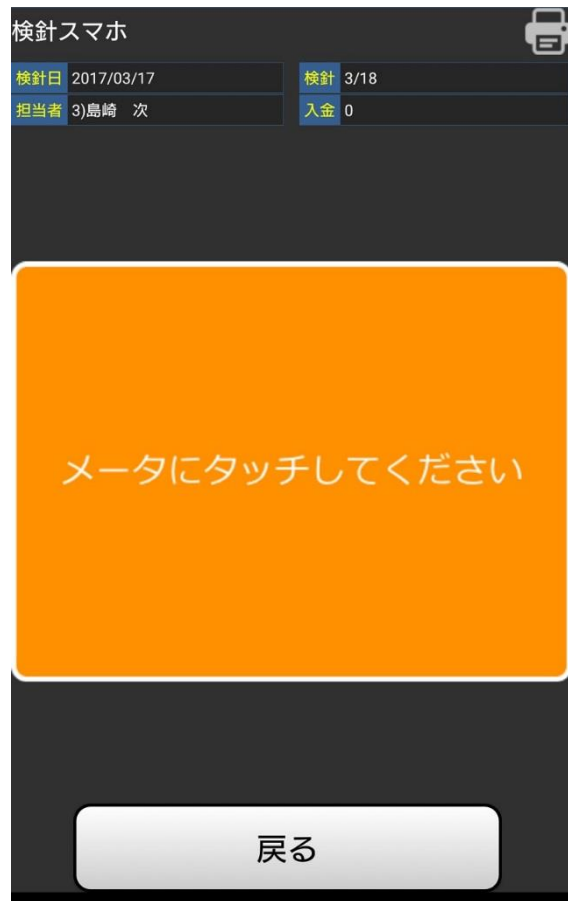 検針スマホ
検針日 2017/03/17 検針 3/18
担当者 3)島崎　次 入金 0
メータにタッチしてください
戻る